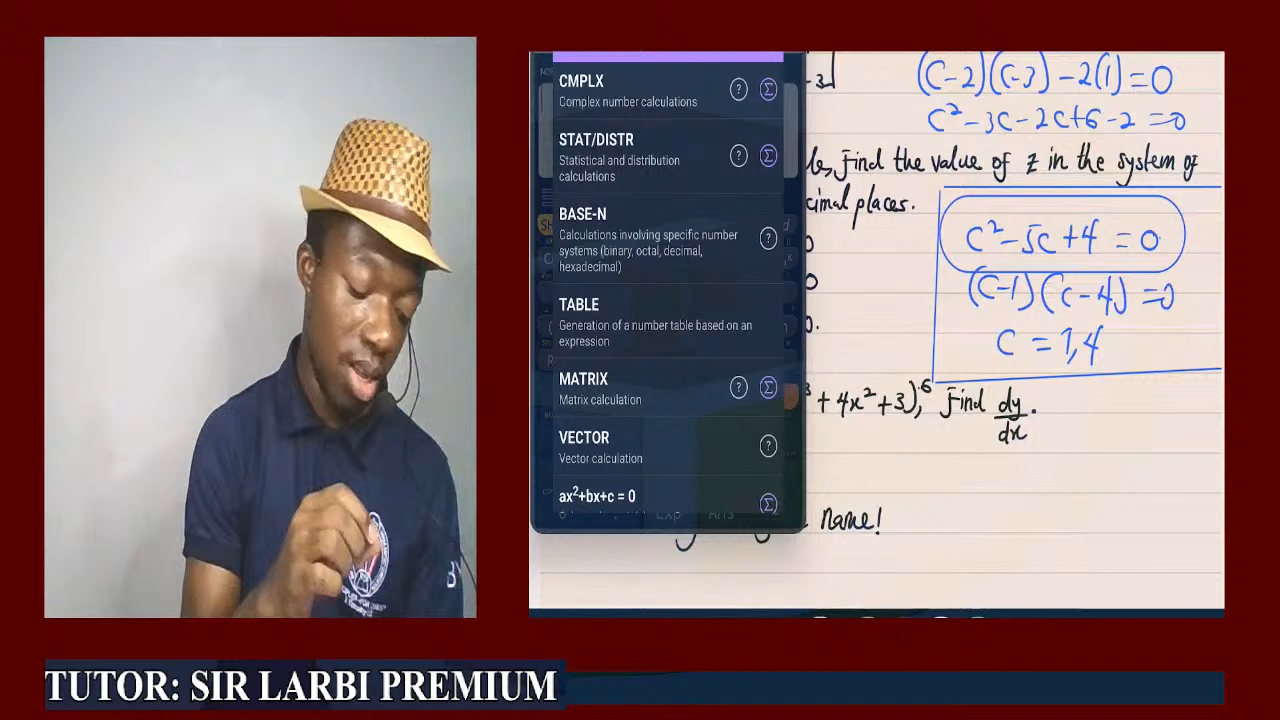 CMPLX
Complex number calculations
STAT/DISTR
Statistical and distribution
calculations
BASE-N
Calculations involving specific number
systems (binary, octal, decimal,
hexadecimal)
TABLE
Generation of a number table based on an
expression
MATRIX
Matrix calculation
VECTOR
Vector calculation
ax²+bx+c = 0
(c-2)(c-3) -2(1) = 0
c² -3c -2c+6 -2 = 0
Find the value of z in the system of
cimal places.
c² -5c +4 = 0
(c-1)(c-4) = 0
c = 1,4
+ 4x² +3), Find dy/dx.
name!
TUTOR: SIR LARBI PREMIUM